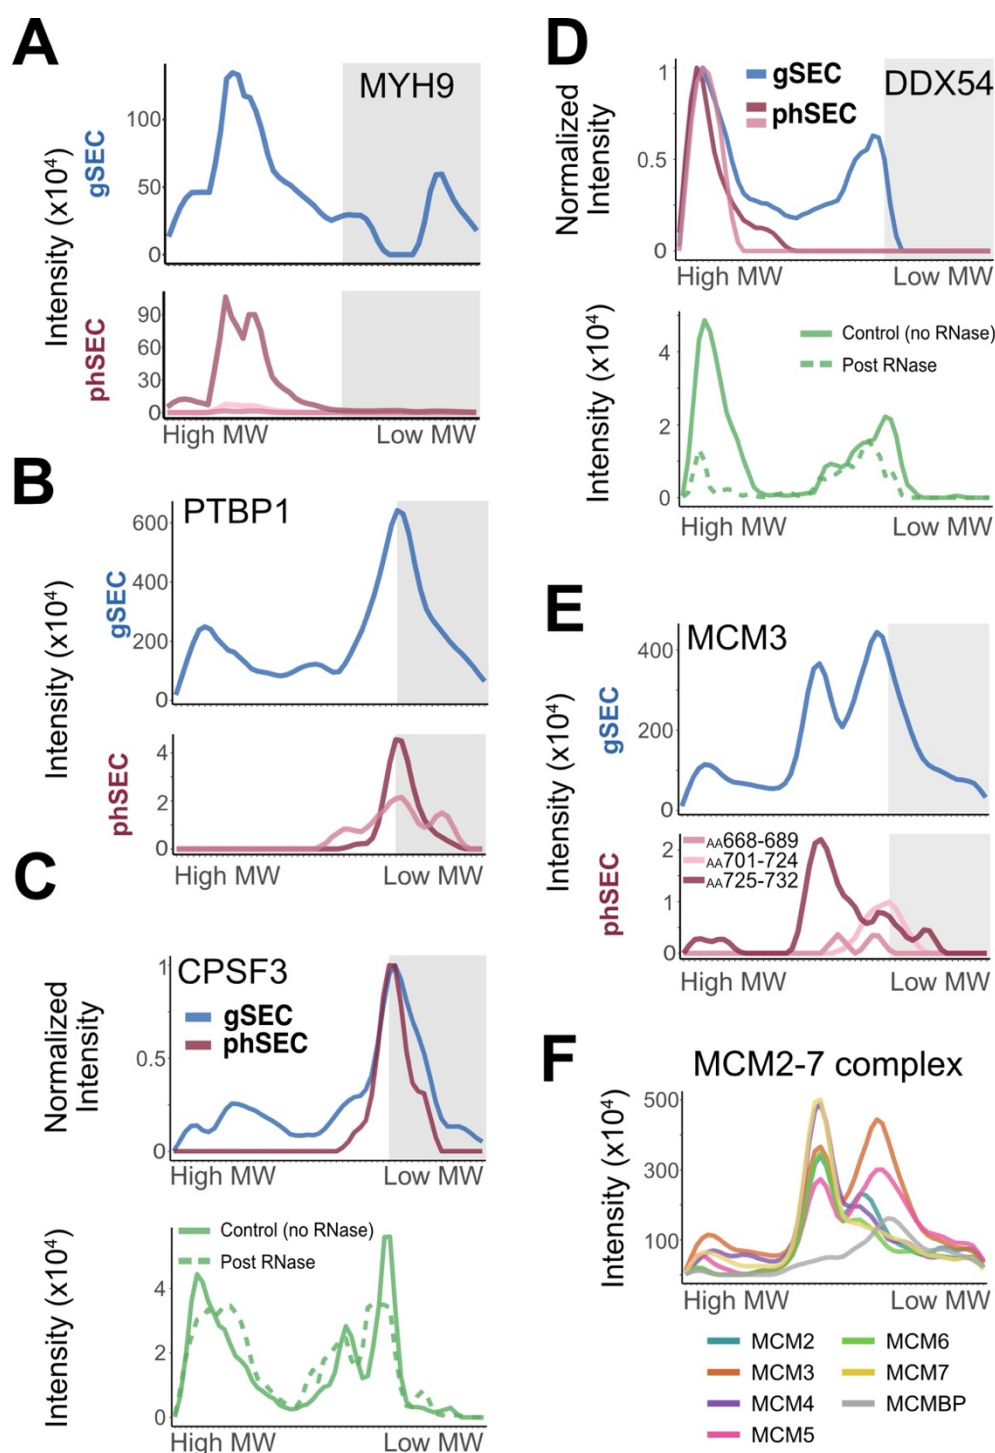 A
MYH9
Intensity (x10⁴)
gSEC
100
50
0
phSEC
90
60
30
0
High MW
Low MW
B
PTBP1
Intensity (x10⁴)
gSEC
600
400
200
0
phSEC
4
2
0
High MW
Low MW
C
CPSF3
gSEC
phSEC
Normalized
Intensity
1
0.5
0
High MW
Low MW
Control (no RNase)
Post RNase
Intensity (x10⁴)
4
2
0
High MW
Low MW
D
DDX54
gSEC
phSEC
Normalized
Intensity
1
0.5
0
High MW
Low MW
Control (no RNase)
Post RNase
Intensity (x10⁴)
4
2
0
High MW
Low MW
E
MCM3
Intensity (x10⁴)
gSEC
400
200
0
phSEC
AA668-689
AA701-724
AA725-732
2
1
0
High MW
Low MW
F
MCM2-7 complex
Intensity (x10⁴)
500
300
100
High MW
Low MW
MCM2
MCM3
MCM4
MCM5
MCM6
MCM7
MCMBP